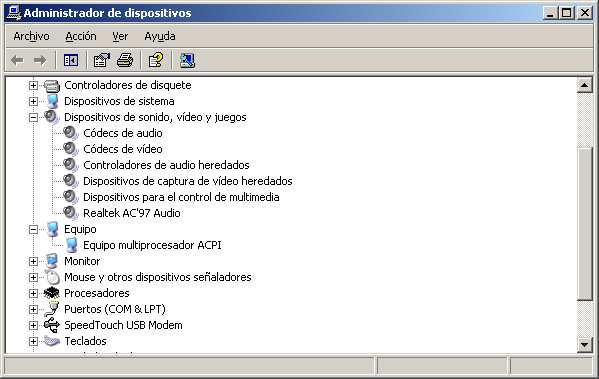 Administrador de dispositivos
Archivo Acción Ver Ayuda
Controladores de disquete
Dispositivos de sistema
Dispositivos de sonido, vídeo y juegos
Códecs de audio
Códecs de vídeo
Controladores de audio heredados
Dispositivos de captura de vídeo heredados
Dispositivos para el control de multimedia
Realtek AC'97 Audio
Equipo
Equipo multiprocesador ACPI
Monitor
Mouse y otros dispositivos señaladores
Procesadores
Puertos (COM & LPT)
SpeedTouch USB Modem
Teclados